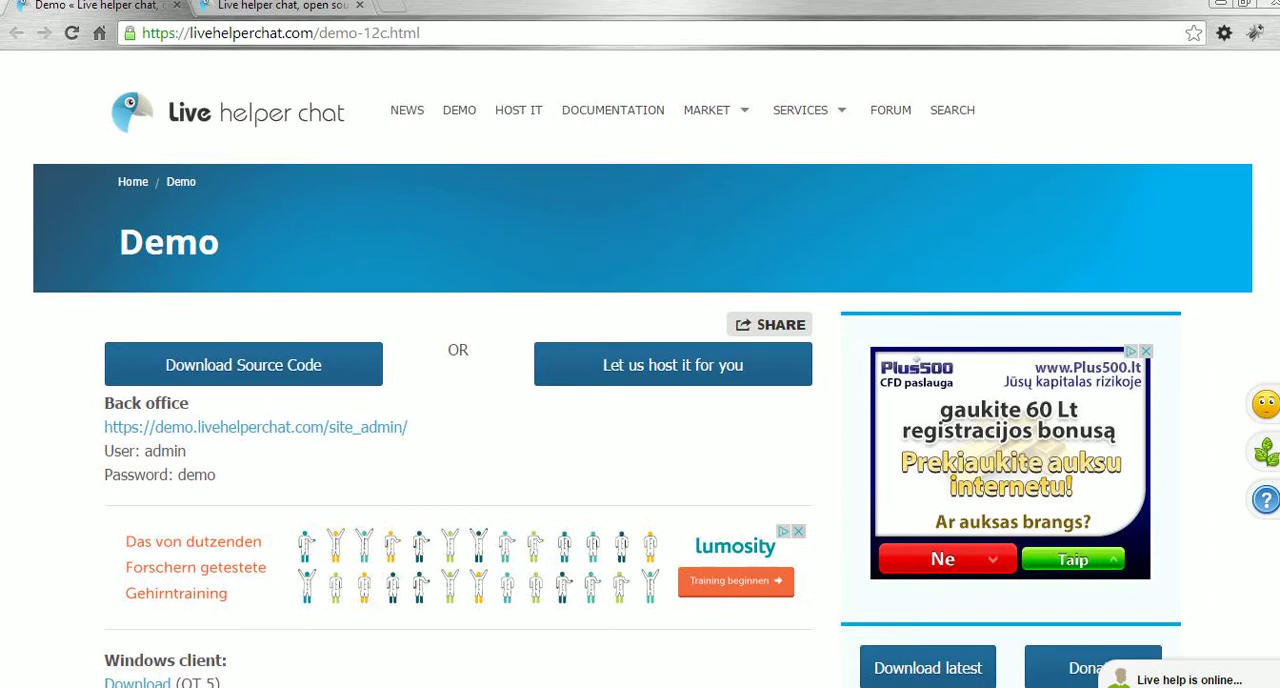 Demo « Live helper chat,
Live helper chat, open sou
https://livehelperchat.com/demo-12c.html
Live helper chat
NEWS DEMO HOST IT DOCUMENTATION MARKET SERVICES FORUM SEARCH
Home / Demo
Demo
SHARE
Download Source Code
OR
Let us host it for you
Back office
https://demo.livehelperchat.com/site_admin/
User: admin
Password: demo
Das von dutzenden
Forschern getestete
Gehirntraining
lumosity
Training beginnen
Windows client:
Download (QT 5)
Plus500
CFD paslauga
www.Plus500.lt
Jūsų kapitalas rizikoje
gaukite 60 Lt
registracijos bonusą
Prekiaukite auksu
internetu!
Ar auksas brangs?
Ne
Taip
Download latest
Live help is online...